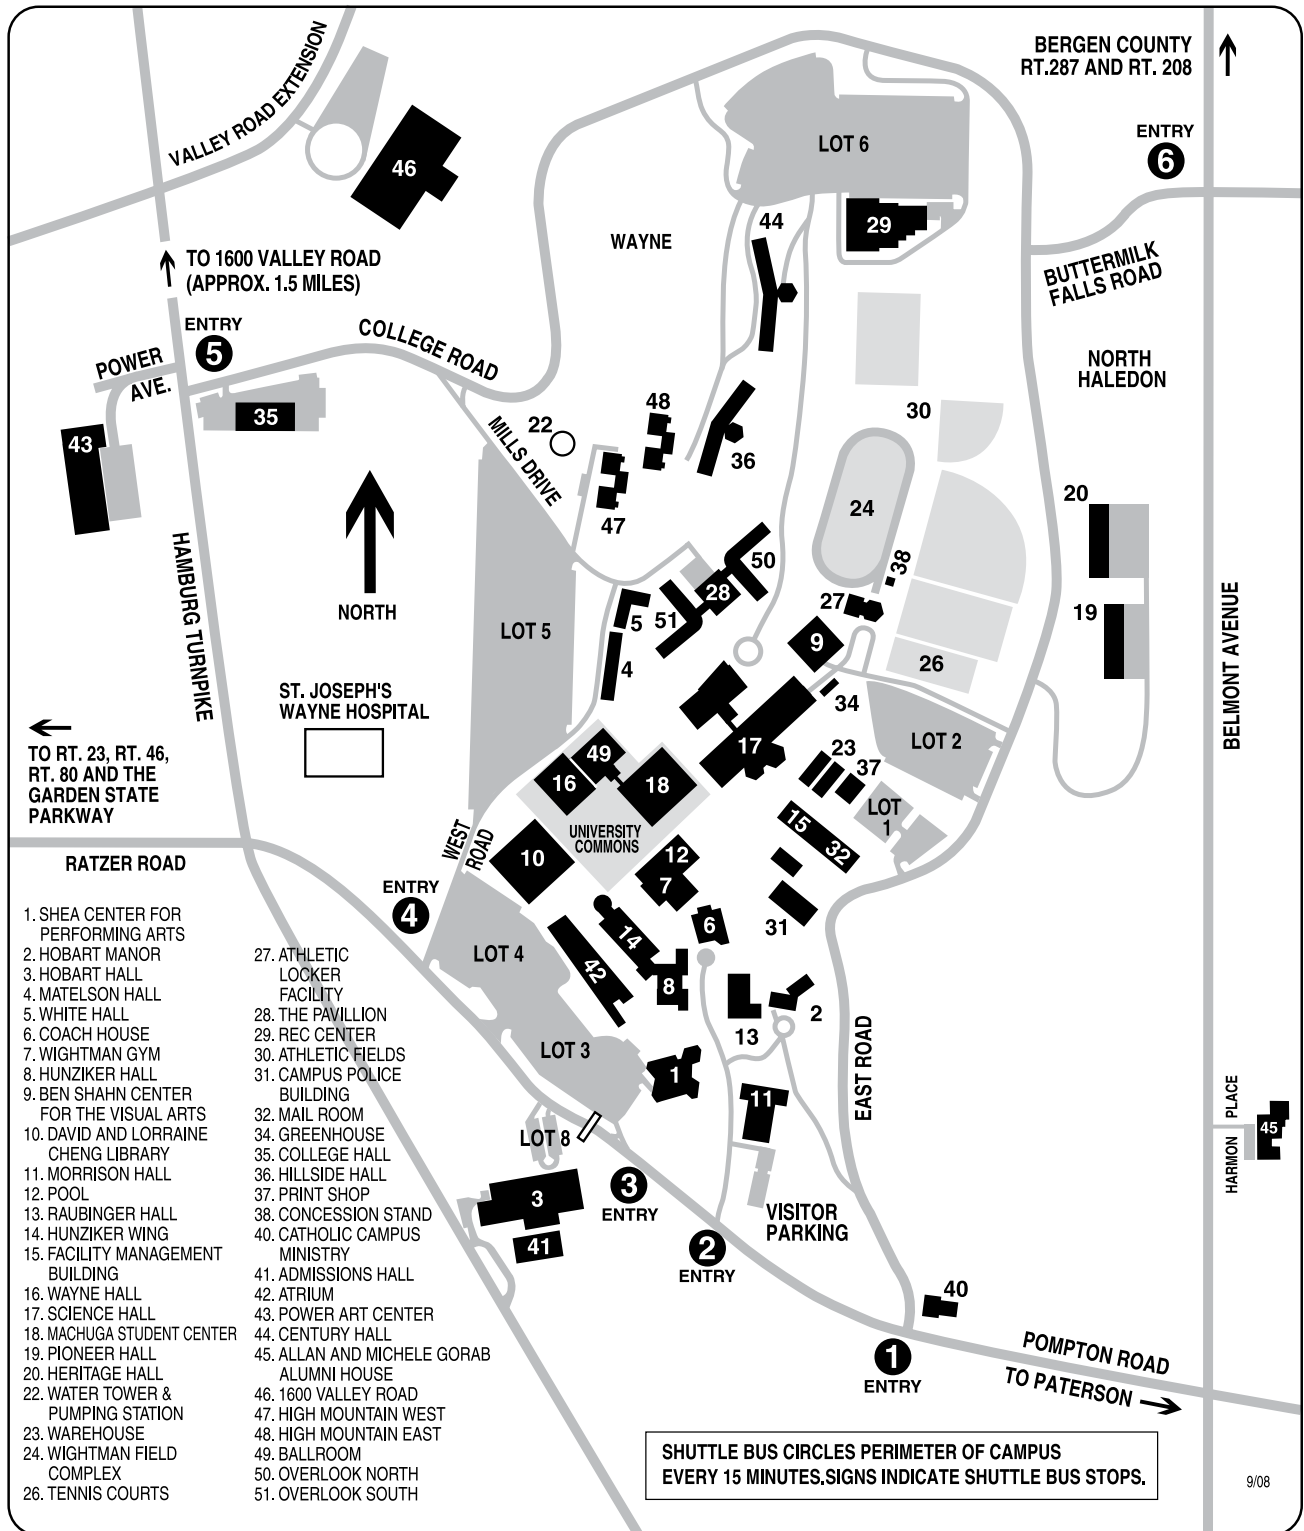 BERGEN COUNTY
RT.287 AND RT. 208
VALLEY ROAD EXTENSION
LOT 6
ENTRY
6
46
44
29
WAYNE
TO 1600 VALLEY ROAD
(APPROX. 1.5 MILES)
BUTTERMILK
FALLS ROAD
ENTRY
5
COLLEGE ROAD
POWER
AVE.
NORTH
HALEDON
35
48
30
43
22
MILLS DRIVE
36
20
24
47
HAMBURG TURNPIKE
38
50
28
27
NORTH
51
5
19
LOT 5
9
BELMONT AVENUE
4
26
ST. JOSEPH'S
WAYNE HOSPITAL
34
TO RT. 23, RT. 46,
RT. 80 AND THE
GARDEN STATE
PARKWAY
17
LOT 2
49
23
16
18
37
LOT
1
UNIVERSITY
COMMONS
15
32
WEST
ROAD
10
12
RATZER ROAD
7
ENTRY
4
31
6
14
LOT 4
42
8
2
13
LOT 3
EAST ROAD
1
11
HARMON PLACE
45
LOT 8
3
ENTRY
3
VISITOR
PARKING
41
2
ENTRY
40
1
ENTRY
POMPTON ROAD
TO PATERSON
1. SHEA CENTER FOR
PERFORMING ARTS
2. HOBART MANOR
3. HOBART HALL
4. MATELSON HALL
5. WHITE HALL
6. COACH HOUSE
7. WIGHTMAN GYM
8. HUNZIKER HALL
9. BEN SHAHN CENTER
FOR THE VISUAL ARTS
10. DAVID AND LORRAINE
CHENG LIBRARY
11. MORRISON HALL
12. POOL
13. RAUBINGER HALL
14. HUNZIKER WING
15. FACILITY MANAGEMENT
BUILDING
16. WAYNE HALL
17. SCIENCE HALL
18. MACHUGA STUDENT CENTER
19. PIONEER HALL
20. HERITAGE HALL
22. WATER TOWER &
PUMPING STATION
23. WAREHOUSE
24. WIGHTMAN FIELD
COMPLEX
26. TENNIS COURTS
27. ATHLETIC
LOCKER
FACILITY
28. THE PAVILLION
29. REC CENTER
30. ATHLETIC FIELDS
31. CAMPUS POLICE
BUILDING
32. MAIL ROOM
34. GREENHOUSE
35. COLLEGE HALL
36. HILLSIDE HALL
37. PRINT SHOP
38. CONCESSION STAND
40. CATHOLIC CAMPUS
MINISTRY
41. ADMISSIONS HALL
42. ATRIUM
43. POWER ART CENTER
44. CENTURY HALL
45. ALLAN AND MICHELE GORAB
ALUMNI HOUSE
46. 1600 VALLEY ROAD
47. HIGH MOUNTAIN WEST
48. HIGH MOUNTAIN EAST
49. BALLROOM
50. OVERLOOK NORTH
51. OVERLOOK SOUTH
SHUTTLE BUS CIRCLES PERIMETER OF CAMPUS
EVERY 15 MINUTES.SIGNS INDICATE SHUTTLE BUS STOPS.
9/08